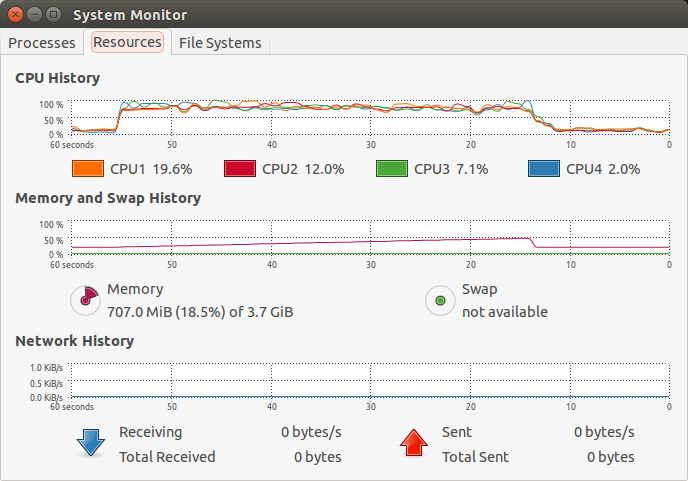 System Monitor
Processes Resources File Systems
CPU History
100 %
50 %
0 %
60 seconds 50 40 30 20 10 0
CPU1 19.6% CPU2 12.0% CPU3 7.1% CPU4 2.0%
Memory and Swap History
100 %
50 %
0 %
60 seconds 50 40 30 20 10 0
Memory
707.0 MiB (18.5%) of 3.7 GiB
Swap
not available
Network History
1.0 KiB/s
0.5 KiB/s
0.0 KiB/s
60 seconds 50 40 30 20 10 0
Receiving 0 bytes/s
Total Received 0 bytes
Sent 0 bytes/s
Total Sent 0 bytes